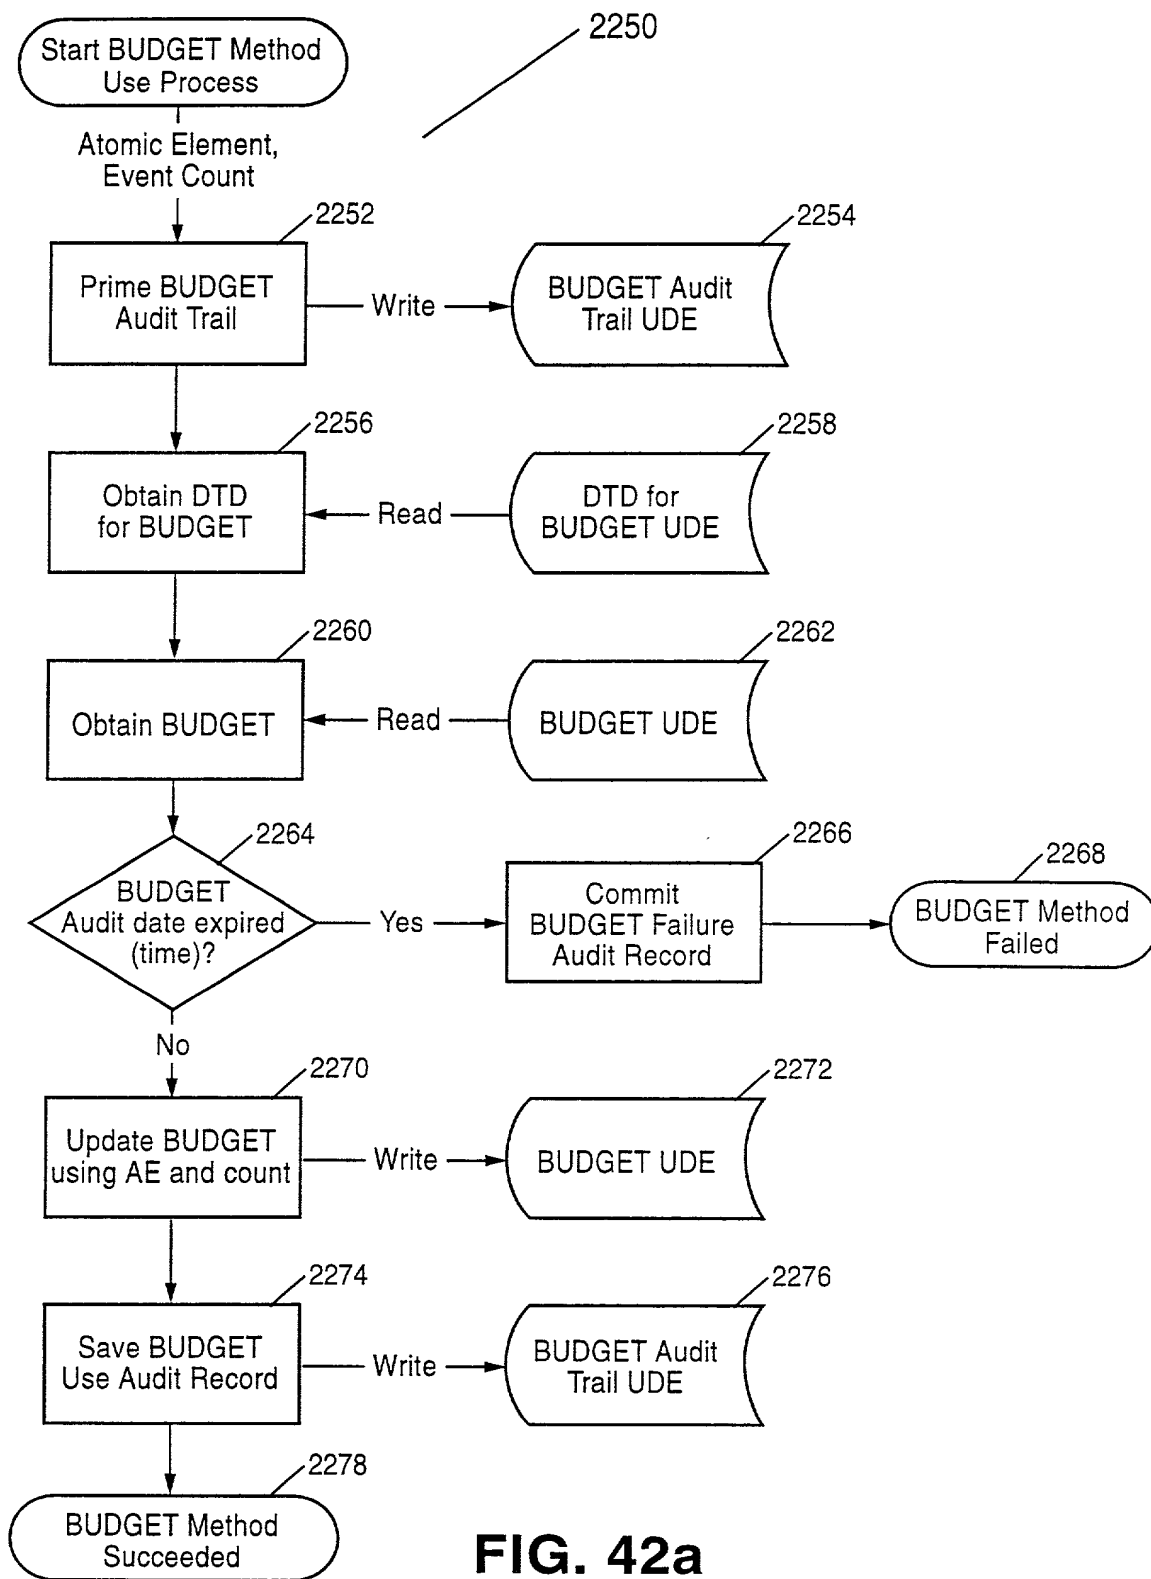 2250
Start BUDGET Method
Use Process
Atomic Element,
Event Count
2252
Prime BUDGET
Audit Trail
Write
2254
BUDGET Audit
Trail UDE
2256
Obtain DTD
for BUDGET
Read
2258
DTD for
BUDGET UDE
2260
Obtain BUDGET
Read
2262
BUDGET UDE
2264
BUDGET
Audit date expired
(time)?
Yes
2266
Commit
BUDGET Failure
Audit Record
2268
BUDGET Method
Failed
No
2270
Update BUDGET
using AE and count
Write
2272
BUDGET UDE
2274
Save BUDGET
Use Audit Record
Write
2276
BUDGET Audit
Trail UDE
2278
BUDGET Method
Succeeded
FIG. 42a